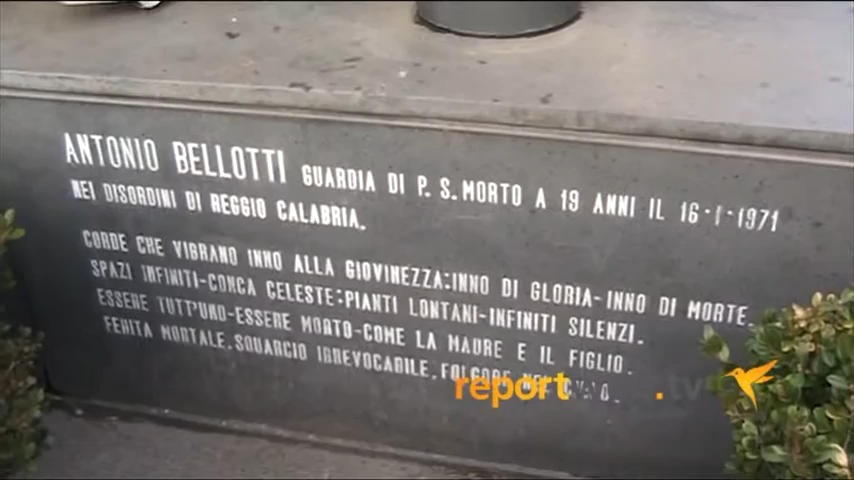 ANTONIO BELLOTTI GUARDIA DI P.S. MORTO A 19 ANNI IL 16-1-1971
NEI DISORDINI DI REGGIO CALABRIA.
CORDE CHE VIBRANO INNO ALLA GIOVINEZZA: INNO DI GLORIA-INNO DI MORTE.
SPAZI INFINITI-CONCA CELESTE: PIANTI LONTANI-INFINITI SILENZI.
ESSERE TUTT'UNO-ESSERE MORTO-COME LA MADRE E IL FIGLIO.
FERITA MORTALE. SQUARCIO IRREVOCABILE. FOLGORE
report .tv